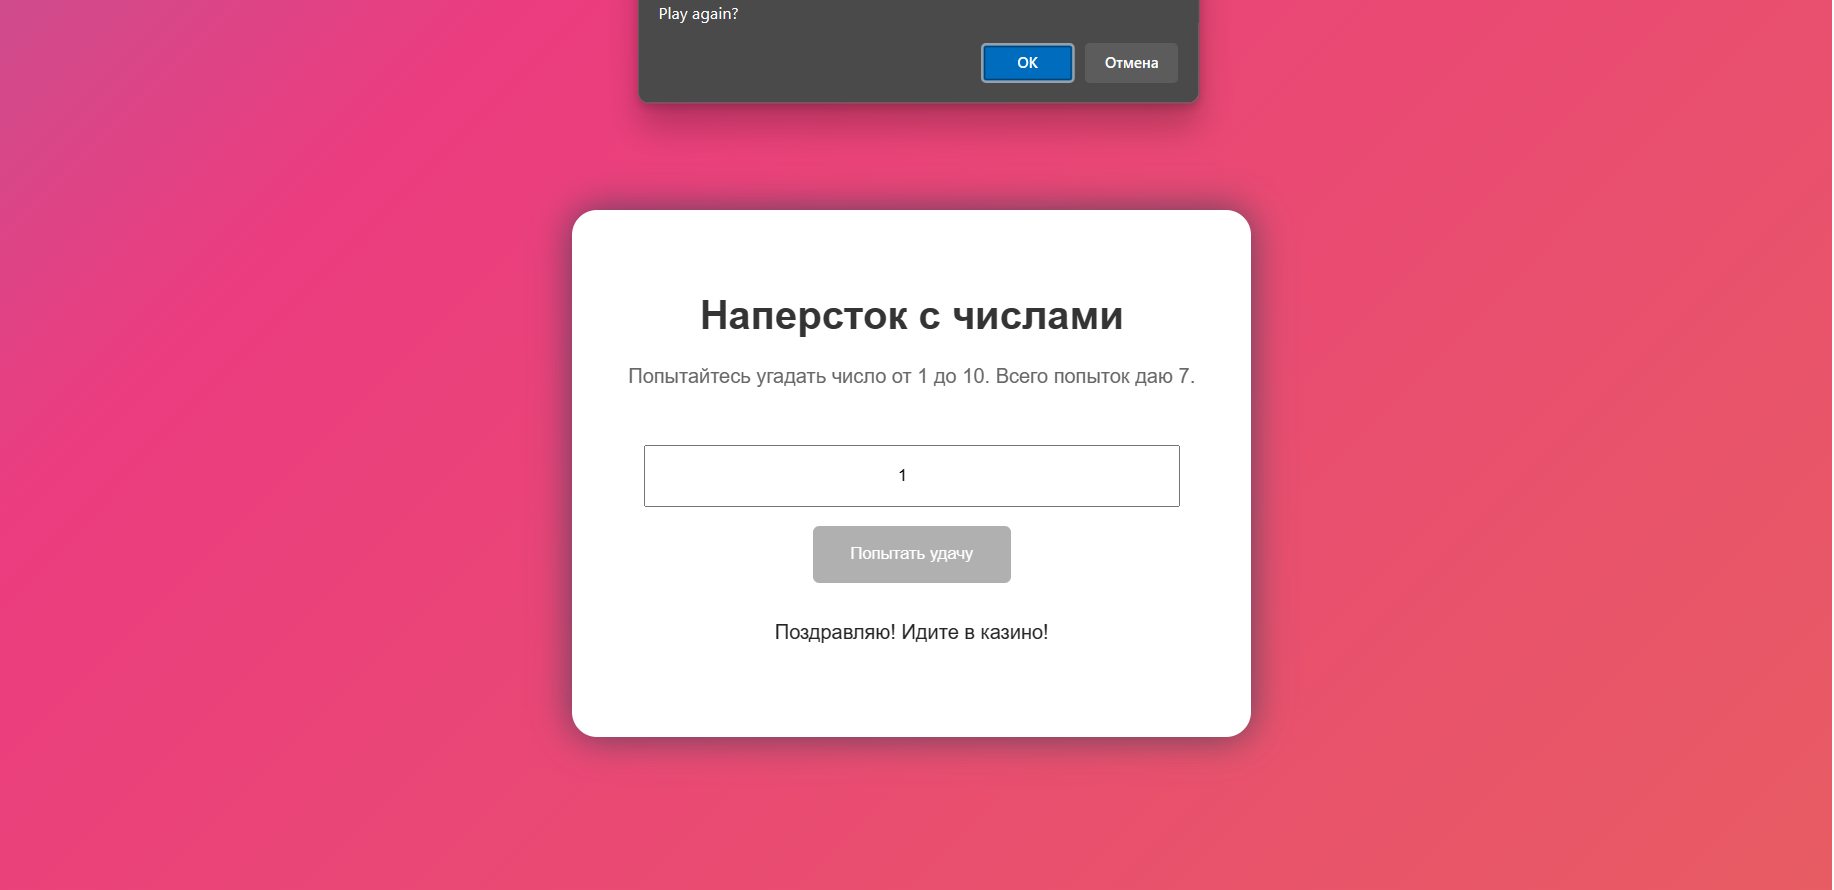 Play again?
OK
Отмена
Наперсток с числами
Попытайтесь угадать число от 1 до 10. Всего попыток даю 7.
1
Попытать удачу
Поздравляю! Идите в казино!